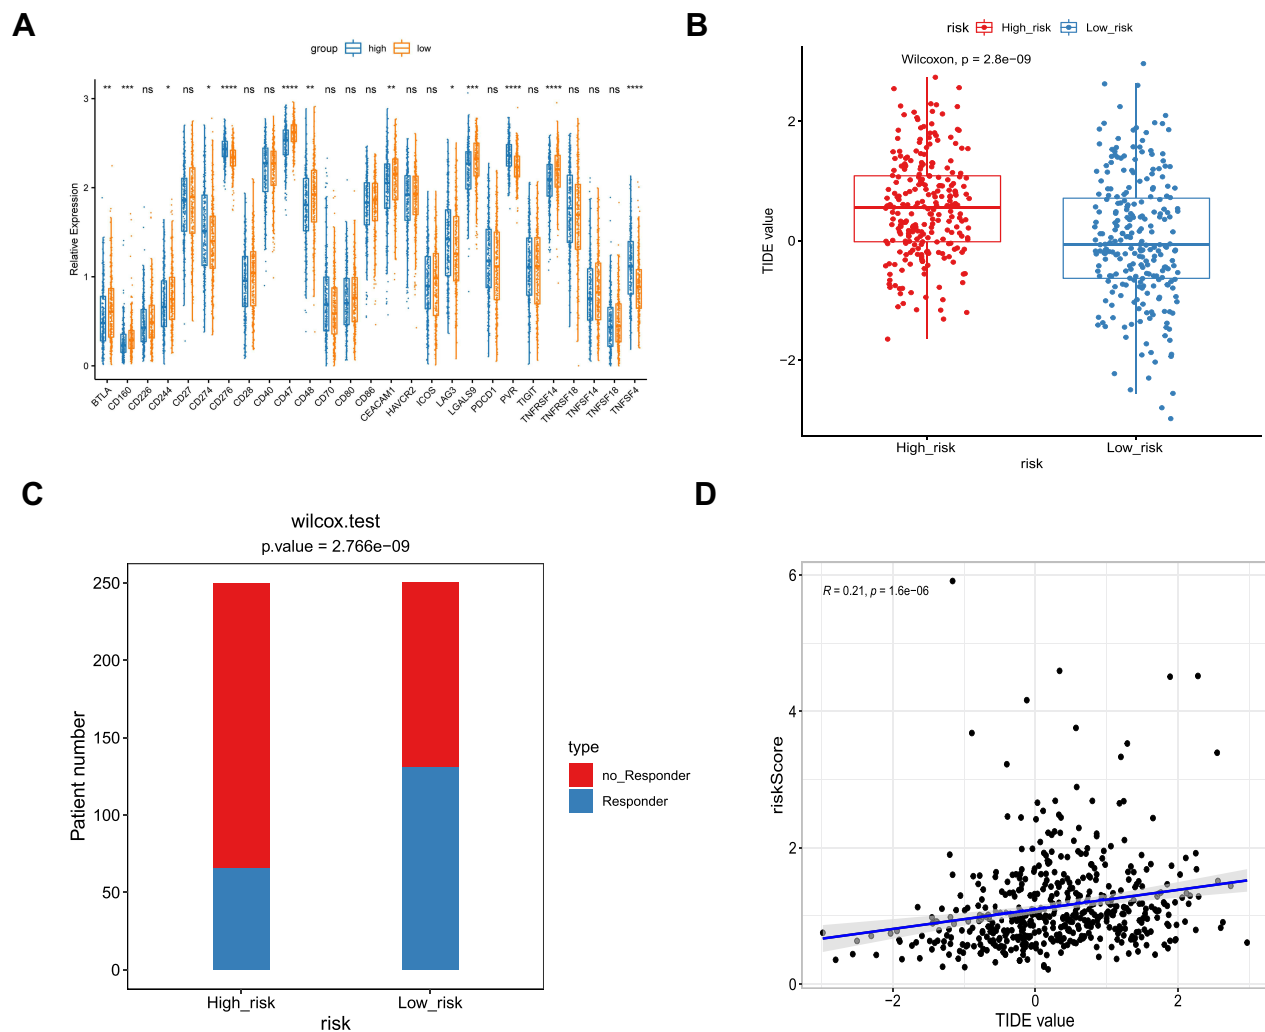 A
group high low
** *** ns * ns * **** ns ns **** ** ns ns ns ** ns ns * *** ns **** ns **** ns ns ns ****
Relative Expression
3
2
1
0
BTLA CD160 CD226 CD244 CD27 CD274 CD276 CD28 CD40 CD47 CD48 CD70 CD80 CD86 CEACAM1 HAVCR2 ICOS LAG3 LGALS9 PDCD1 PVR TIGIT TNFRSF14 TNFRSF18 TNFSF14 TNFSF18 TNFSF4
B
risk High_risk Low_risk
Wilcoxon, p = 2.8e−09
TIDE value
2
0
−2
High_risk Low_risk
risk
C
wilcox.test
p.value = 2.766e−09
Patient number
250
200
150
100
50
0
High_risk Low_risk
risk
type
no_Responder
Responder
D
R = 0.21, p = 1.6e−06
riskScore
6
4
2
0
−2 0 2
TIDE value